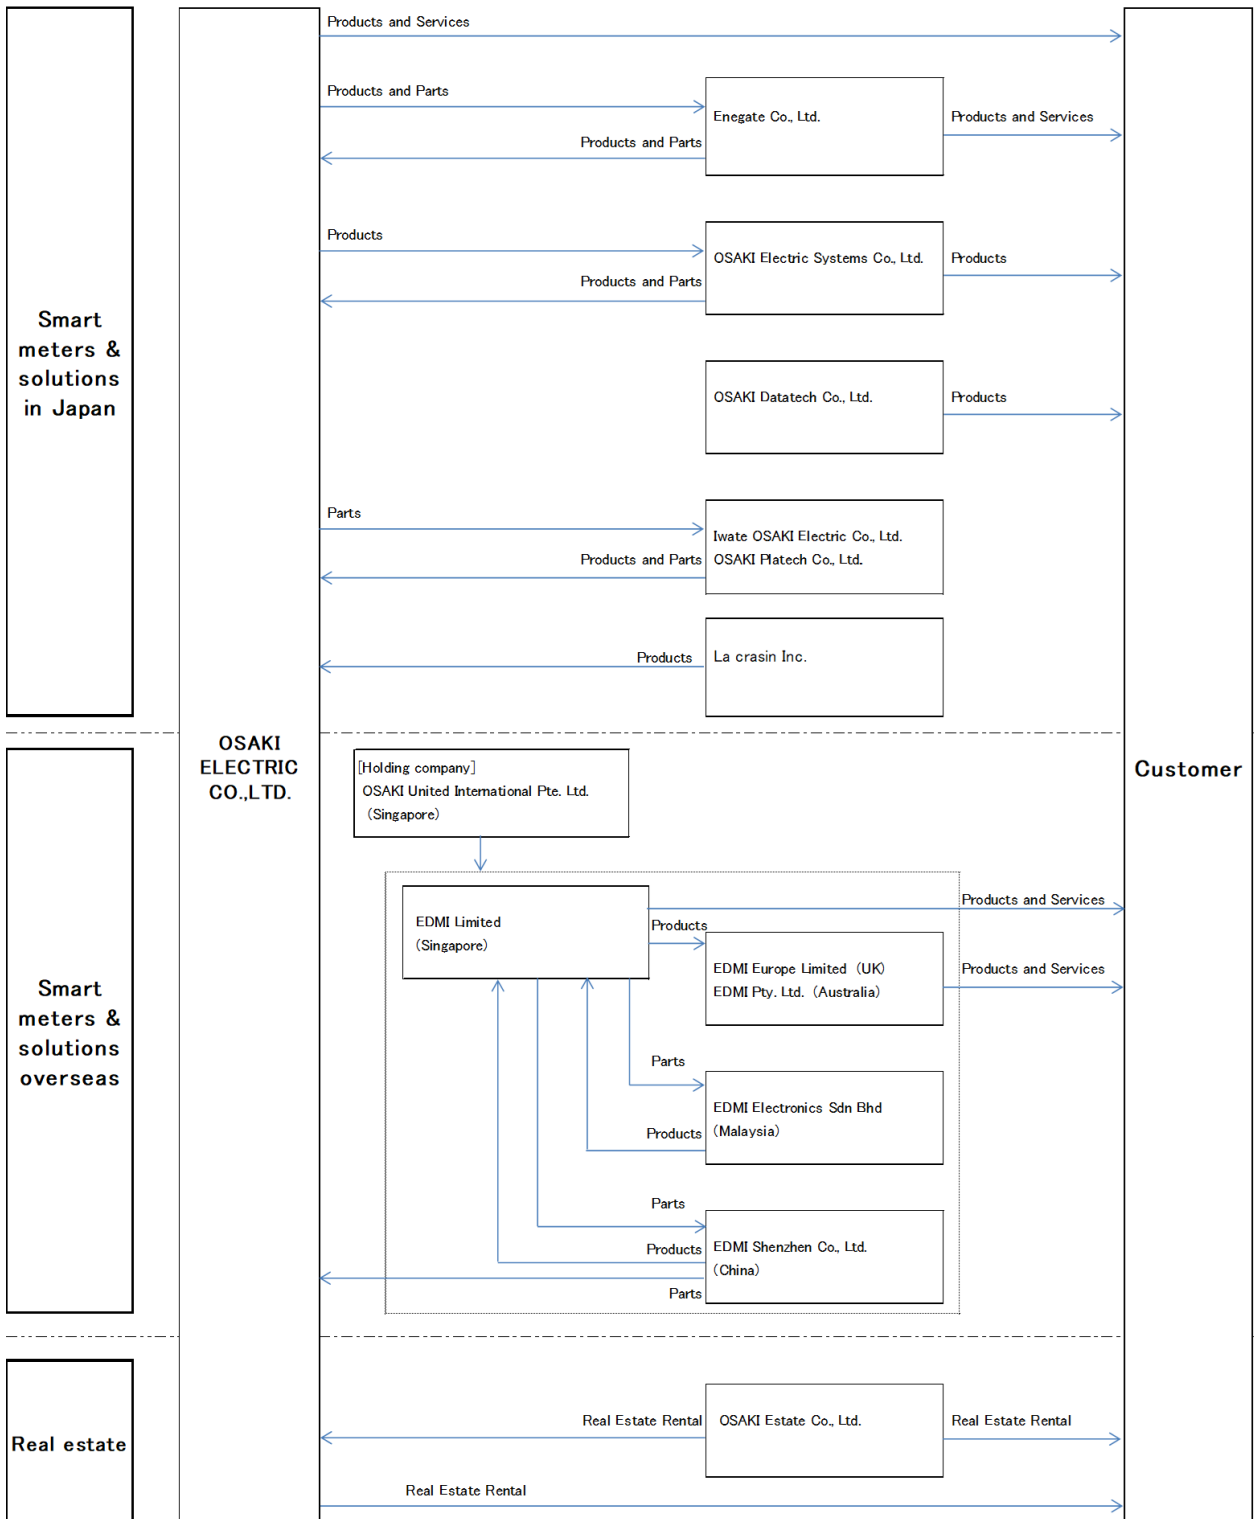 Products and Services
Products and Parts
Enegate Co., Ltd.
Products and Services
Products and Parts
Products
OSAKI Electric Systems Co., Ltd.
Products
Products and Parts
Smart
meters &
solutions
in Japan
OSAKI Datatech Co., Ltd.
Products
Parts
Iwate OSAKI Electric Co., Ltd.
Products and Parts
OSAKI Platech Co., Ltd.
Products
La crasin Inc.
OSAKI
ELECTRIC
CO.,LTD.
[Holding company]
OSAKI United International Pte. Ltd.
(Singapore)
Customer
EDMI Limited
(Singapore)
Products and Services
Products
EDMI Europe Limited (UK)
EDMI Pty. Ltd. (Australia)
Products and Services
Smart
meters &
solutions
overseas
Parts
EDMI Electronics Sdn Bhd
(Malaysia)
Products
Parts
EDMI Shenzhen Co., Ltd.
(China)
Products
Parts
Real estate
Real Estate Rental
OSAKI Estate Co., Ltd.
Real Estate Rental
Real Estate Rental